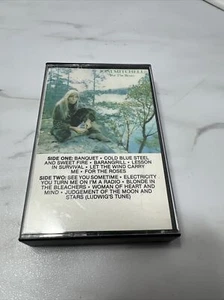 JONI MITCHELL
For The Roses
SIDE ONE: BANQUET • COLD BLUE STEEL
AND SWEET FIRE • BARANGRILL • LESSON
IN SURVIVAL • LET THE WIND CARRY
ME • FOR THE ROSES
SIDE TWO: SEE YOU SOMETIME • ELECTRICITY
YOU TURN ME ON I'M A RADIO • BLONDE IN
THE BLEACHERS • WOMAN OF HEART AND
MIND • JUDGEMENT OF THE MOON AND
STARS (LUDWIG'S TUNE)